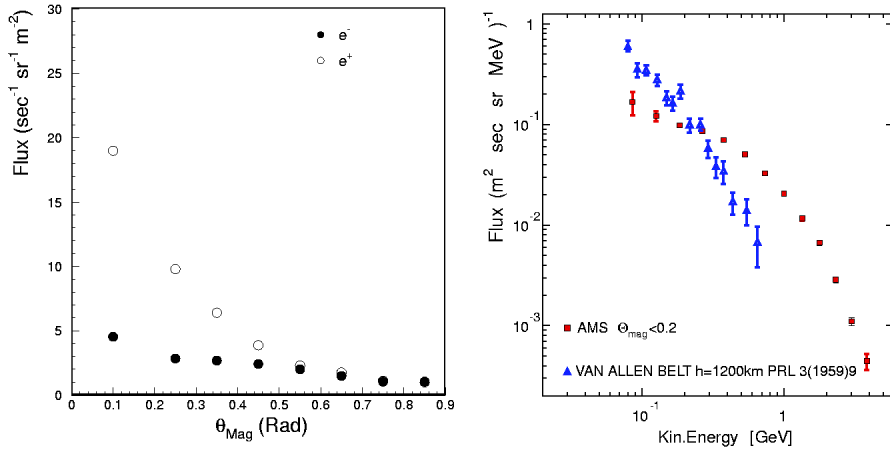 Flux (sec⁻¹ sr⁻¹ m⁻²)
30
25
20
15
10
5
0
e⁻
e⁺
0 0.1 0.2 0.3 0.4 0.5 0.6 0.7 0.8 0.9
θMag (Rad)
Flux (m² sec sr MeV)⁻¹
1
10⁻¹
10⁻²
10⁻³
AMS Θmag<0.2
VAN ALLEN BELT h=1200km PRL 3(1959)9
10⁻¹ 1
Kin.Energy [GeV]